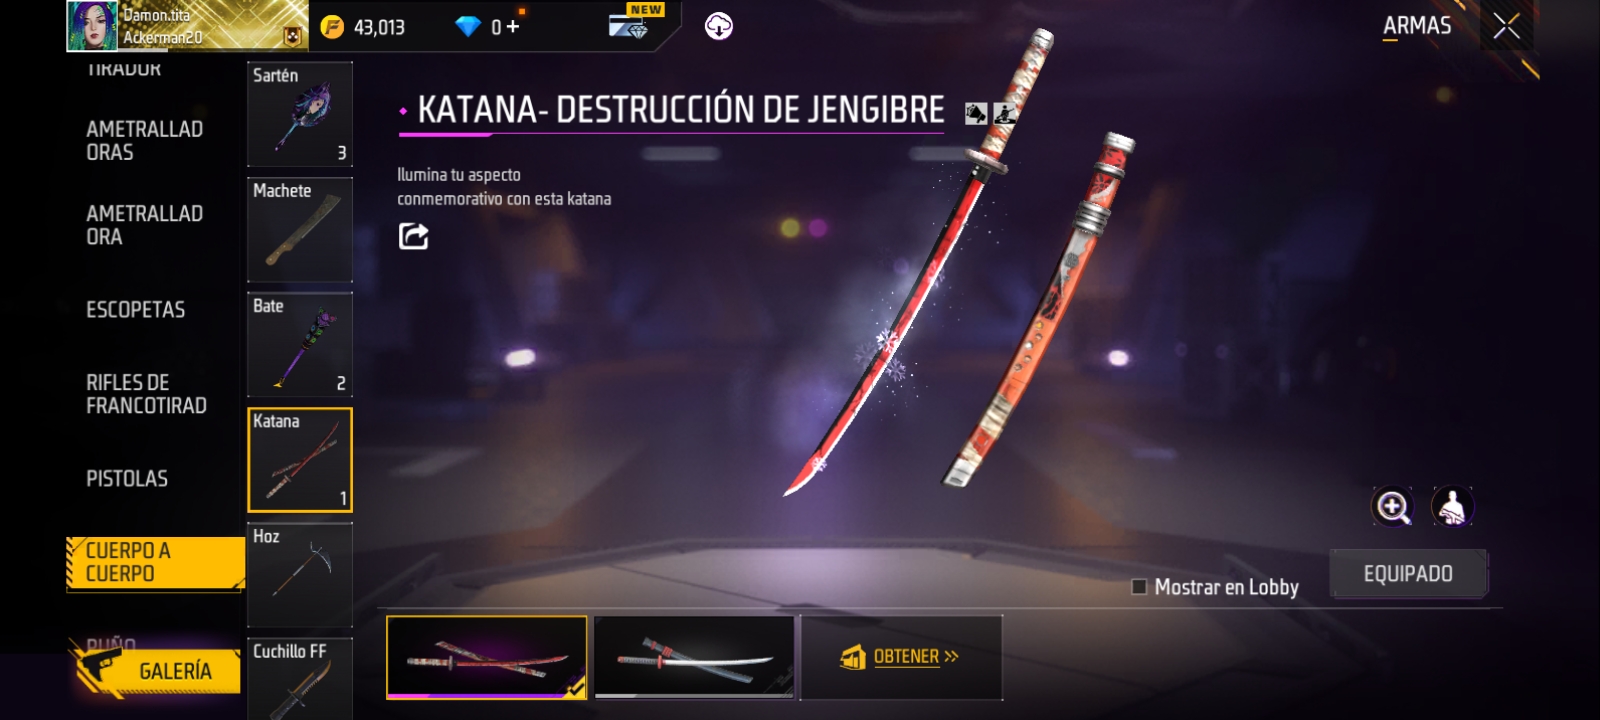 Damon.tita
Ackerman20
43,013
0 +
NEW
ARMAS
TIRADOR
AMETRALLAD
ORAS
AMETRALLAD
ORA
ESCOPETAS
RIFLES DE
FRANCOTIRAD
PISTOLAS
CUERPO A
CUERPO
PUÑO
GALERÍA
Sartén
3
Machete
Bate
2
Katana
1
Hoz
Cuchillo FF
KATANA- DESTRUCCIÓN DE JENGIBRE
Ilumina tu aspecto
conmemorativo con esta katana
Mostrar en Lobby
EQUIPADO
OBTENER >>